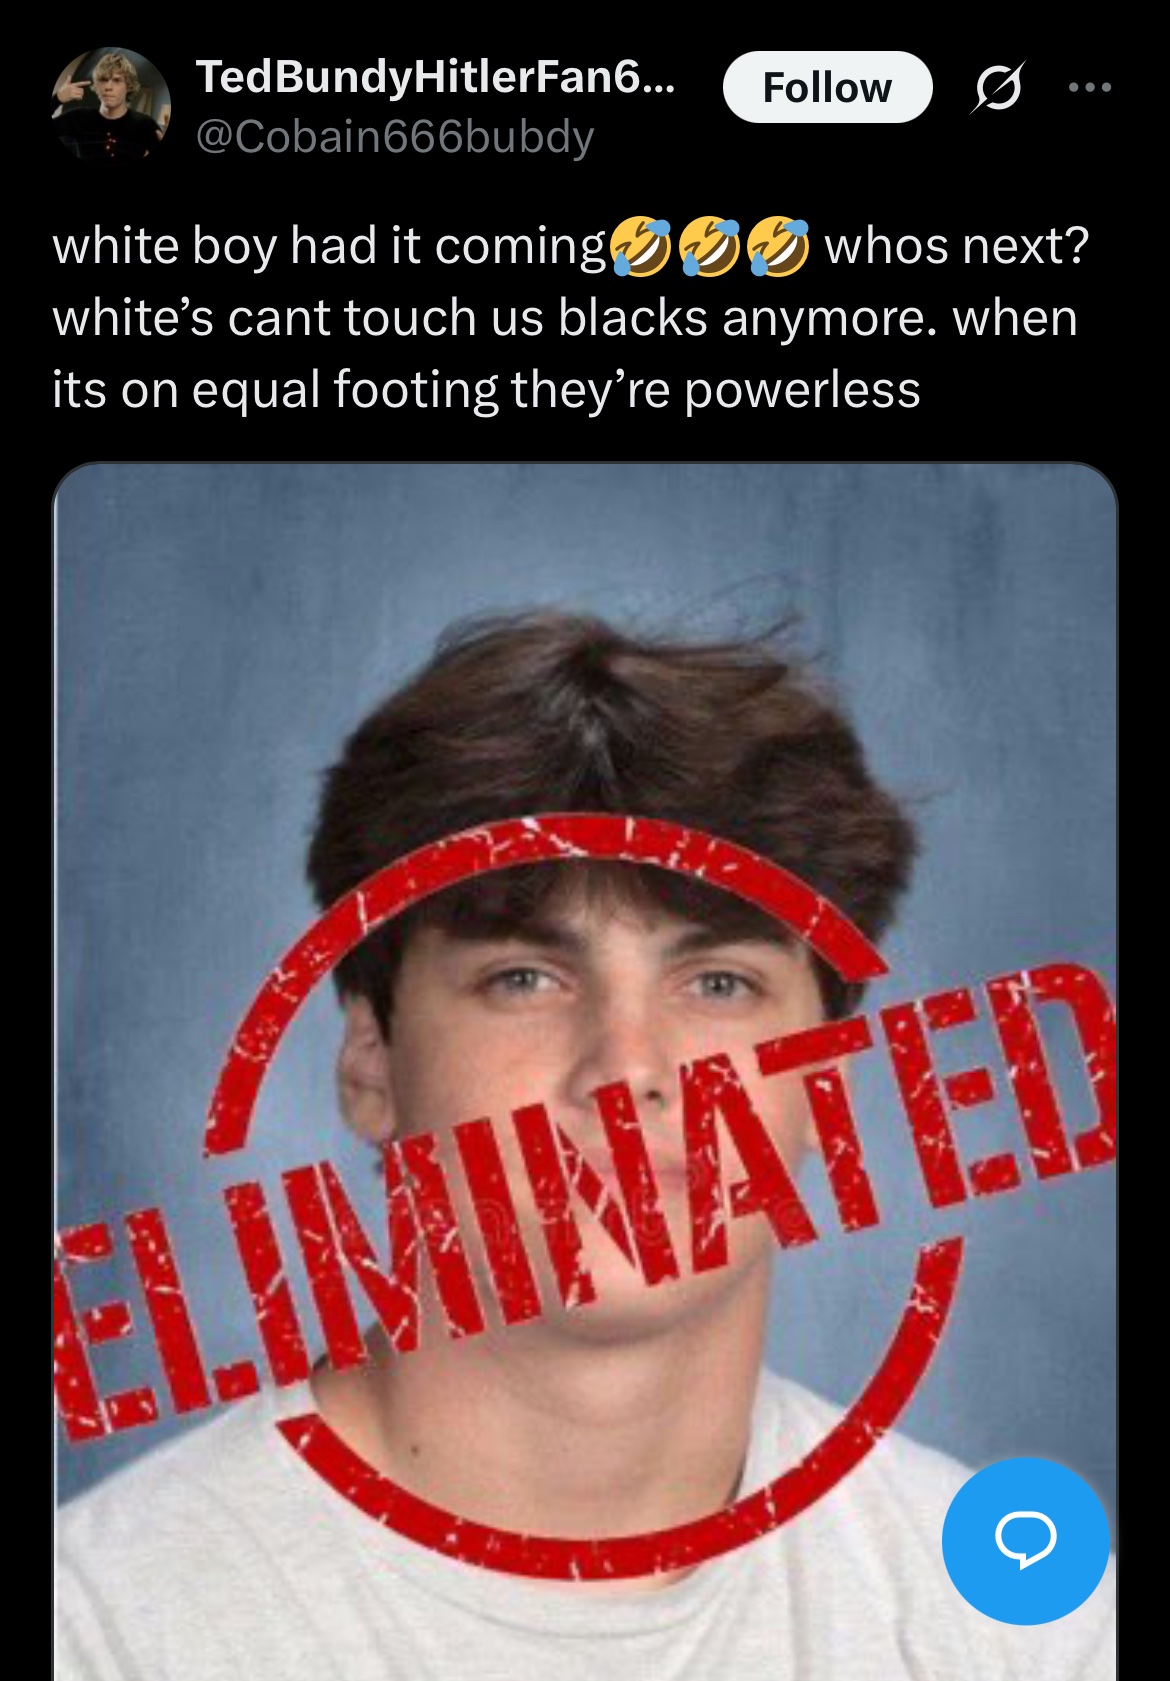 TedBundyHitlerFan6...
Follow
@Cobain666bubdy
white boy had it coming🤣🤣🤣 whos next?
white’s cant touch us blacks anymore. when
its on equal footing they’re powerless
ELIMINATED